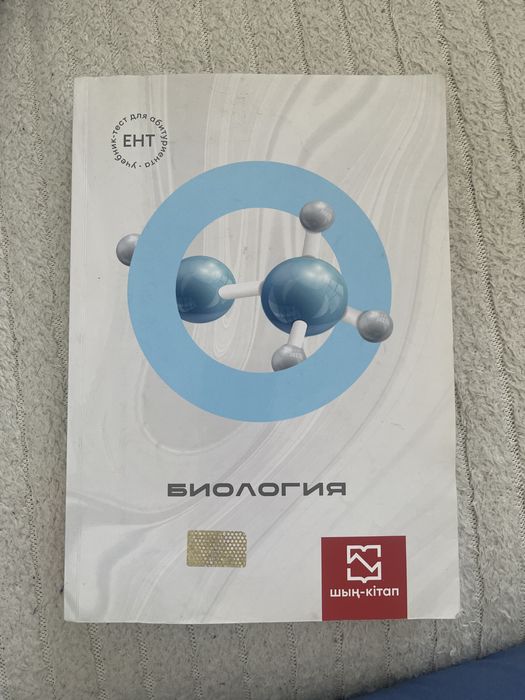 учебник-тест для абитуриента •
ЕНТ
БИОЛОГИЯ
шың-кітап